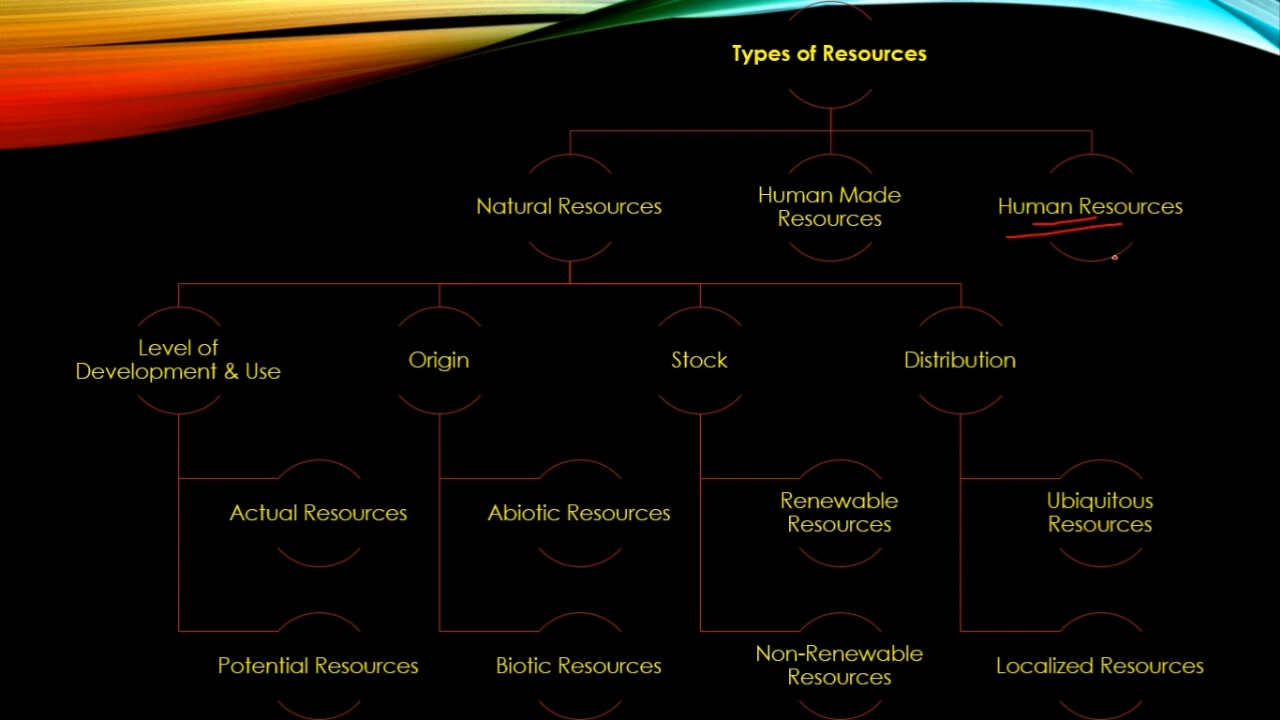 Types of Resources
Natural Resources
Human Made
Resources
Human Resources
Level of
Development & Use
Origin
Stock
Distribution
Actual Resources
Abiotic Resources
Renewable
Resources
Ubiquitous
Resources
Potential Resources
Biotic Resources
Non-Renewable
Resources
Localized Resources